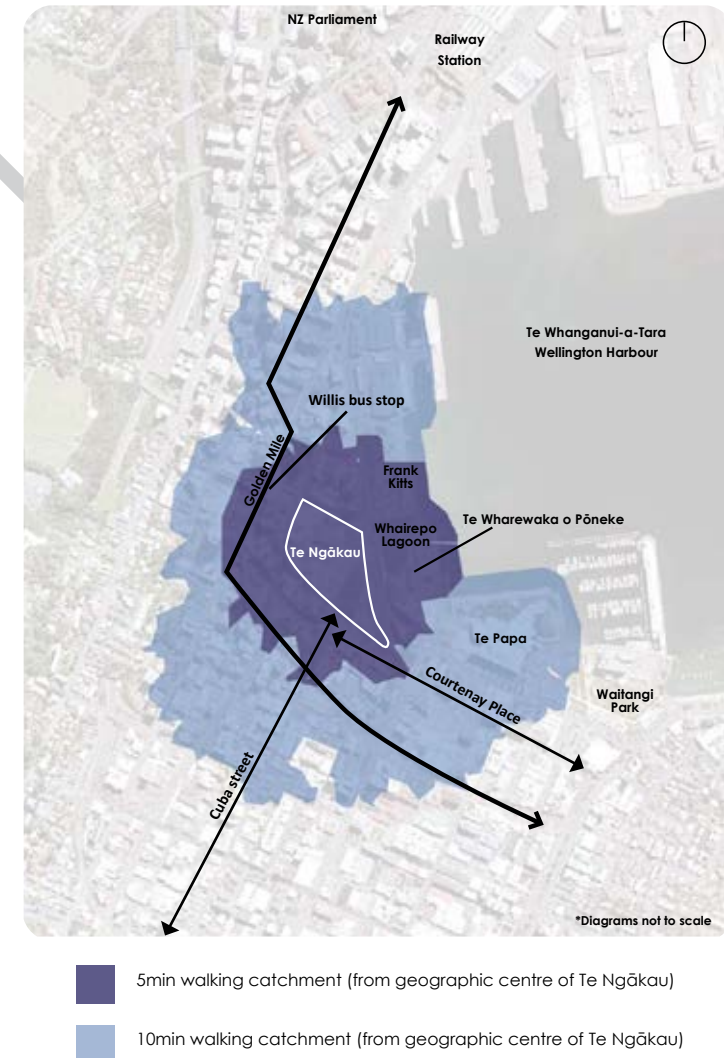 NZ Parliament
Railway
Station
Te Whanganui-a-Tara
Wellington Harbour
Willis bus stop
Golden Mile
Frank
Kitts
Te Wharewaka o Pōneke
Whairepo
Lagoon
Te Ngākau
Te Papa
Courtenay Place
Waitangi
Park
Cuba street
*Diagrams not to scale
5min walking catchment (from geographic centre of Te Ngākau)
10min walking catchment (from geographic centre of Te Ngākau)